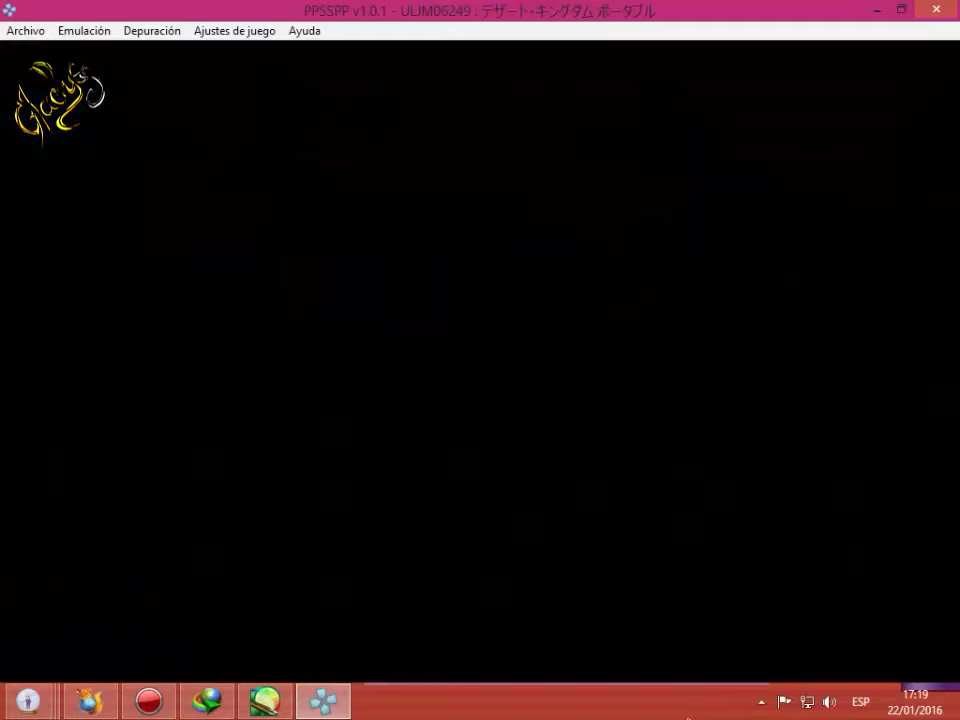 PPSSPP v1.0.1 - ULJM06249 : デザート・キングダム ポータブル
Archivo Emulación Depuración Ajustes de juego Ayuda
ESP
17:19
22/01/2016